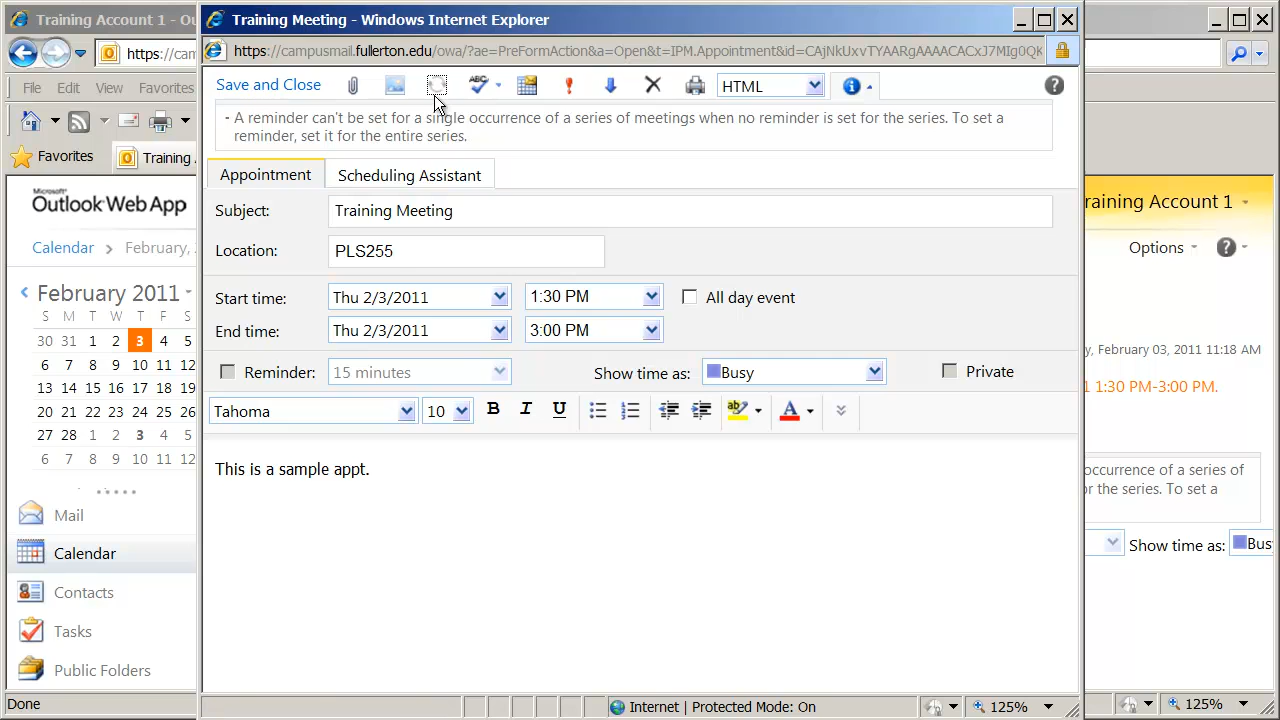 Training Account 1 - Ou
Training Meeting - Windows Internet Explorer
https://cam
https://campusmail.fullerton.edu/owa/?ae=PreFormAction&a=Open&t=IPM.Appointment&id=
File Edit View Favorites
Save and Close
ABC
HTML
- A reminder can't be set for a single occurrence of a series of meetings when no reminder is set for the series. To set a
reminder, set it for the entire series.
Favorites
Training
Appointment
Scheduling Assistant
Microsoft®
Outlook Web App
raining Account 1
Subject: Training Meeting
Calendar > February,
Location: PLS255
Options
February 2011
S M T W T F S
30 31 1 2 3 4 5
6 7 8 9 10 11 12
13 14 15 16 17 18 19
20 21 22 23 24 25 26
27 28 1 2 3 4 5
6 7 8 9 10 11 12
Start time: Thu 2/3/2011 1:30 PM All day event
End time: Thu 2/3/2011 3:00 PM
y, February 03, 2011 11:18 AM
Reminder: 15 minutes Show time as: Busy Private
1:30 PM-3:00 PM.
Tahoma 10 B I U ab A
This is a sample appt.
occurrence of a series of
or the series. To set a
Show time as: Bus
Mail
Calendar
Contacts
Tasks
Public Folders
Done
Internet | Protected Mode: On
125%
125%